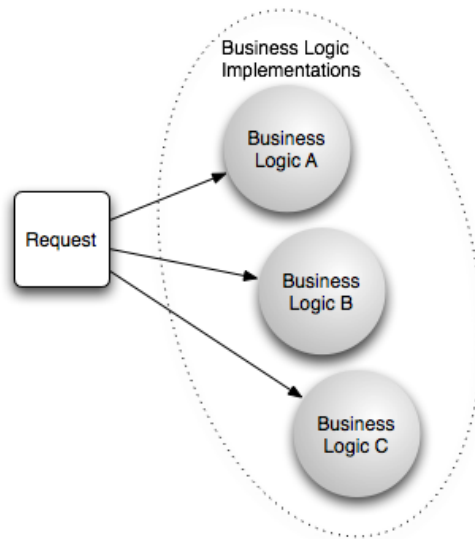 Business Logic
Implementations
Business
Logic A
Request
Business
Logic B
Business
Logic C